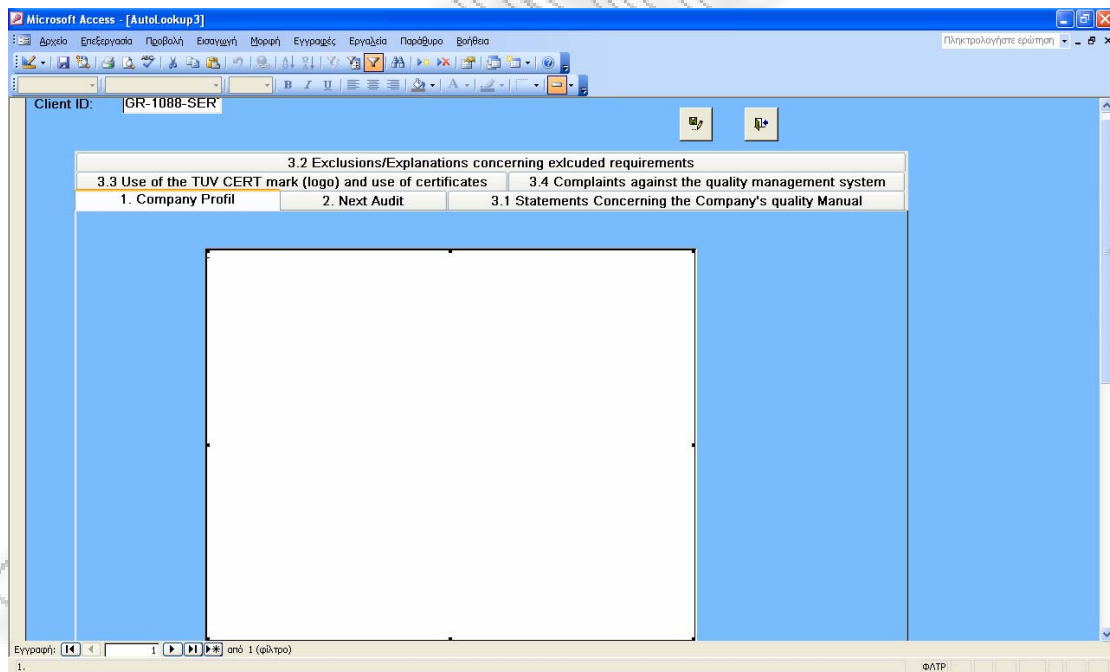 Microsoft Access - [AutoLookup3]
Αρχείο Επεξεργασία Προβολή Εισαγωγή Μορφή Εγγραφές Εργαλεία Παράθυρο Βοήθεια Πληκτρολογήστε ερώτηση
Client ID: GR-1088-SER
3.2 Exclusions/Explanations concerning exlcuded requirements
3.3 Use of the TUV CERT mark (logo) and use of certificates 3.4 Complaints against the quality management system
1. Company Profil 2. Next Audit 3.1 Statements Concerning the Company's quality Manual
Εγγραφή: 1 από 1 (φίλτρο)
1. ΦΛΤΡ